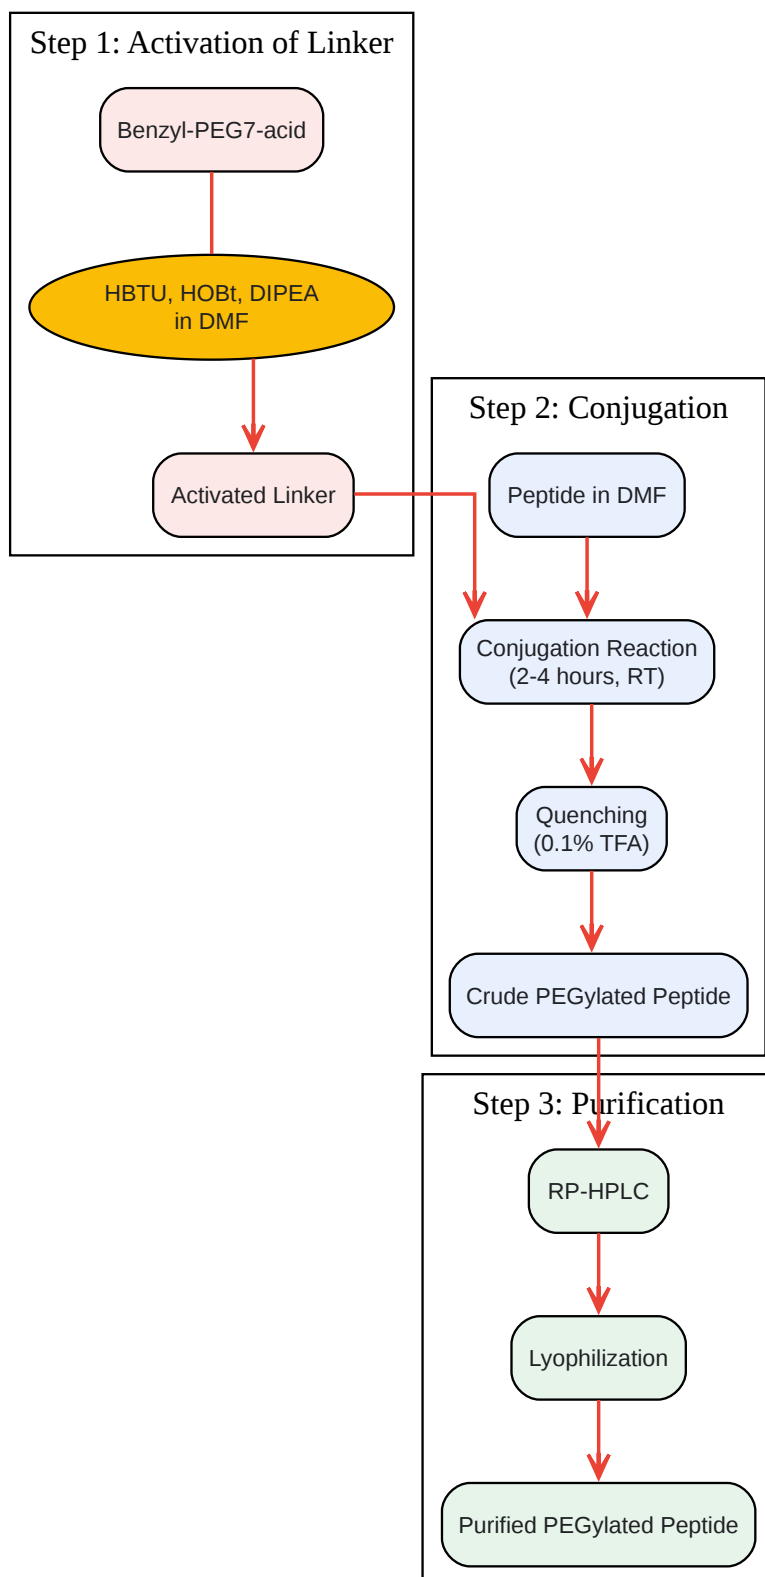 Step 1: Activation of Linker
Benzyl-PEG7-acid
HBTU, HOBt, DIPEA
in DMF
Activated Linker
Step 2: Conjugation
Peptide in DMF
Conjugation Reaction
(2-4 hours, RT)
Quenching
(0.1% TFA)
Crude PEGylated Peptide
Step 3: Purification
RP-HPLC
Lyophilization
Purified PEGylated Peptide